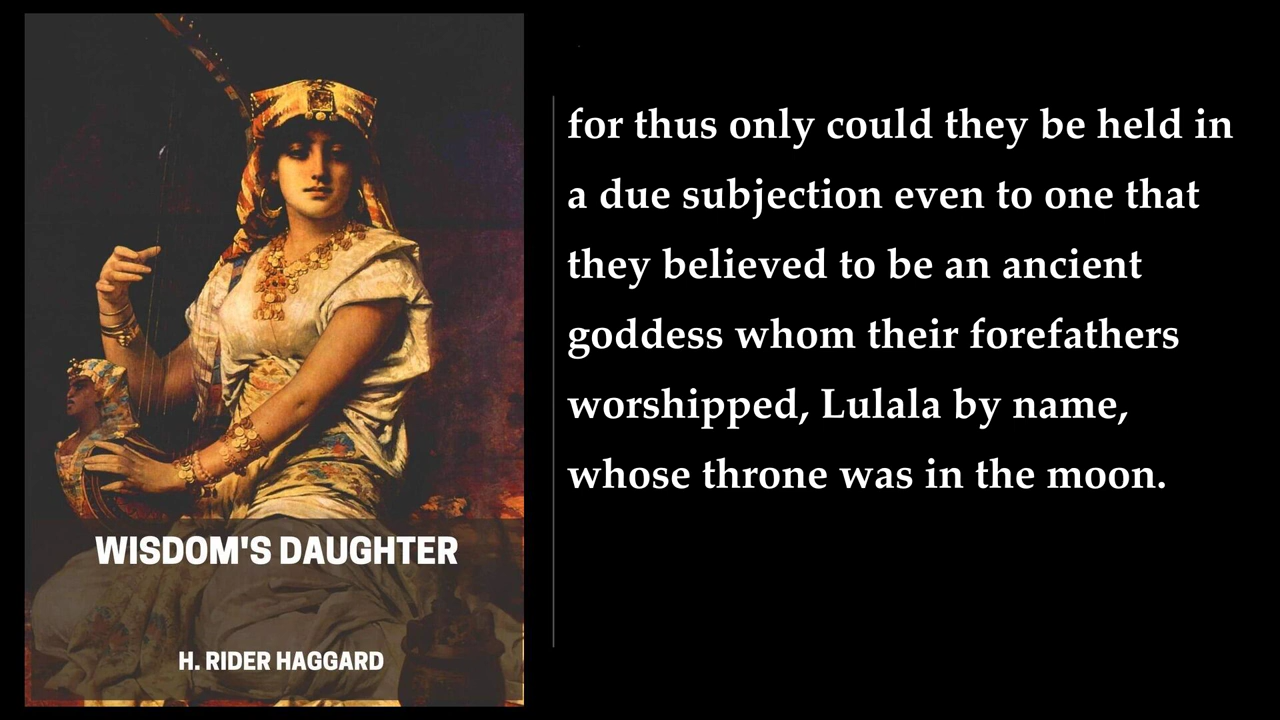 WISDOM'S DAUGHTER
H. RIDER HAGGARD
for thus only could they be held in
a due subjection even to one that
they believed to be an ancient
goddess whom their forefathers
worshipped, Lulala by name,
whose throne was in the moon.